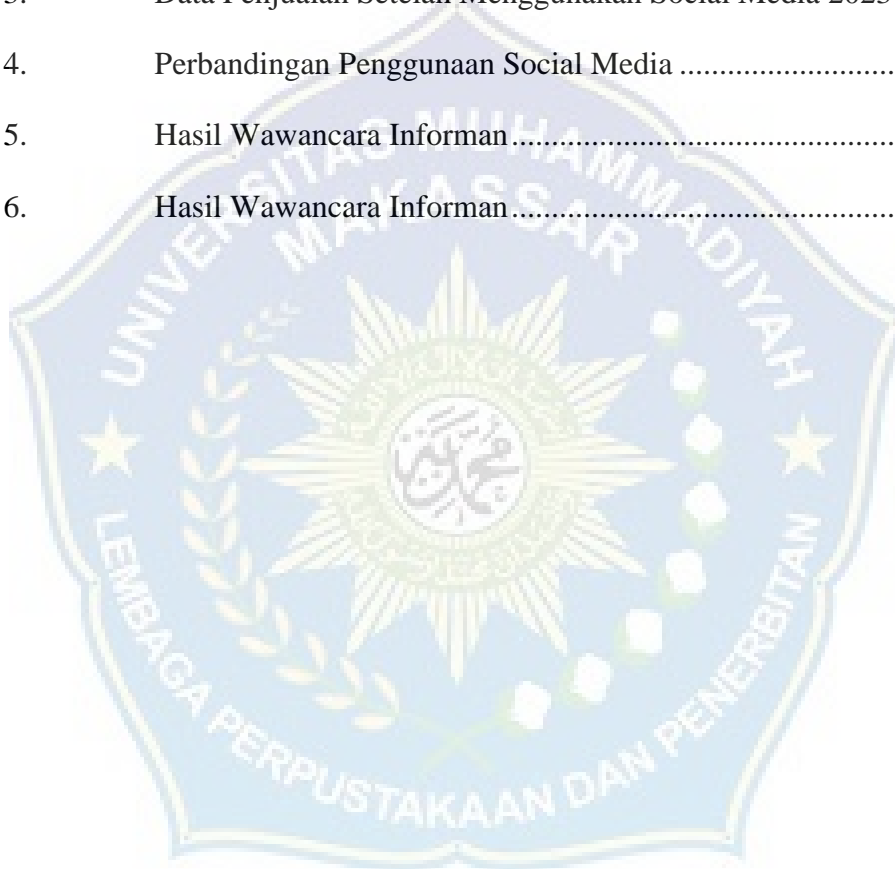 3. Data Penjualan Setelah Menggunakan Social Media 2023
4. Perbandingan Penggunaan Social Media ..........................
5. Hasil Wawancara Informan ................................................
6. Hasil Wawancara Informan ................................................
UNIVERSITAS MUHAMMADIYAH
MAKASSAR
LEMBAGA PERPUSTAKAAN DAN PENERBITAN